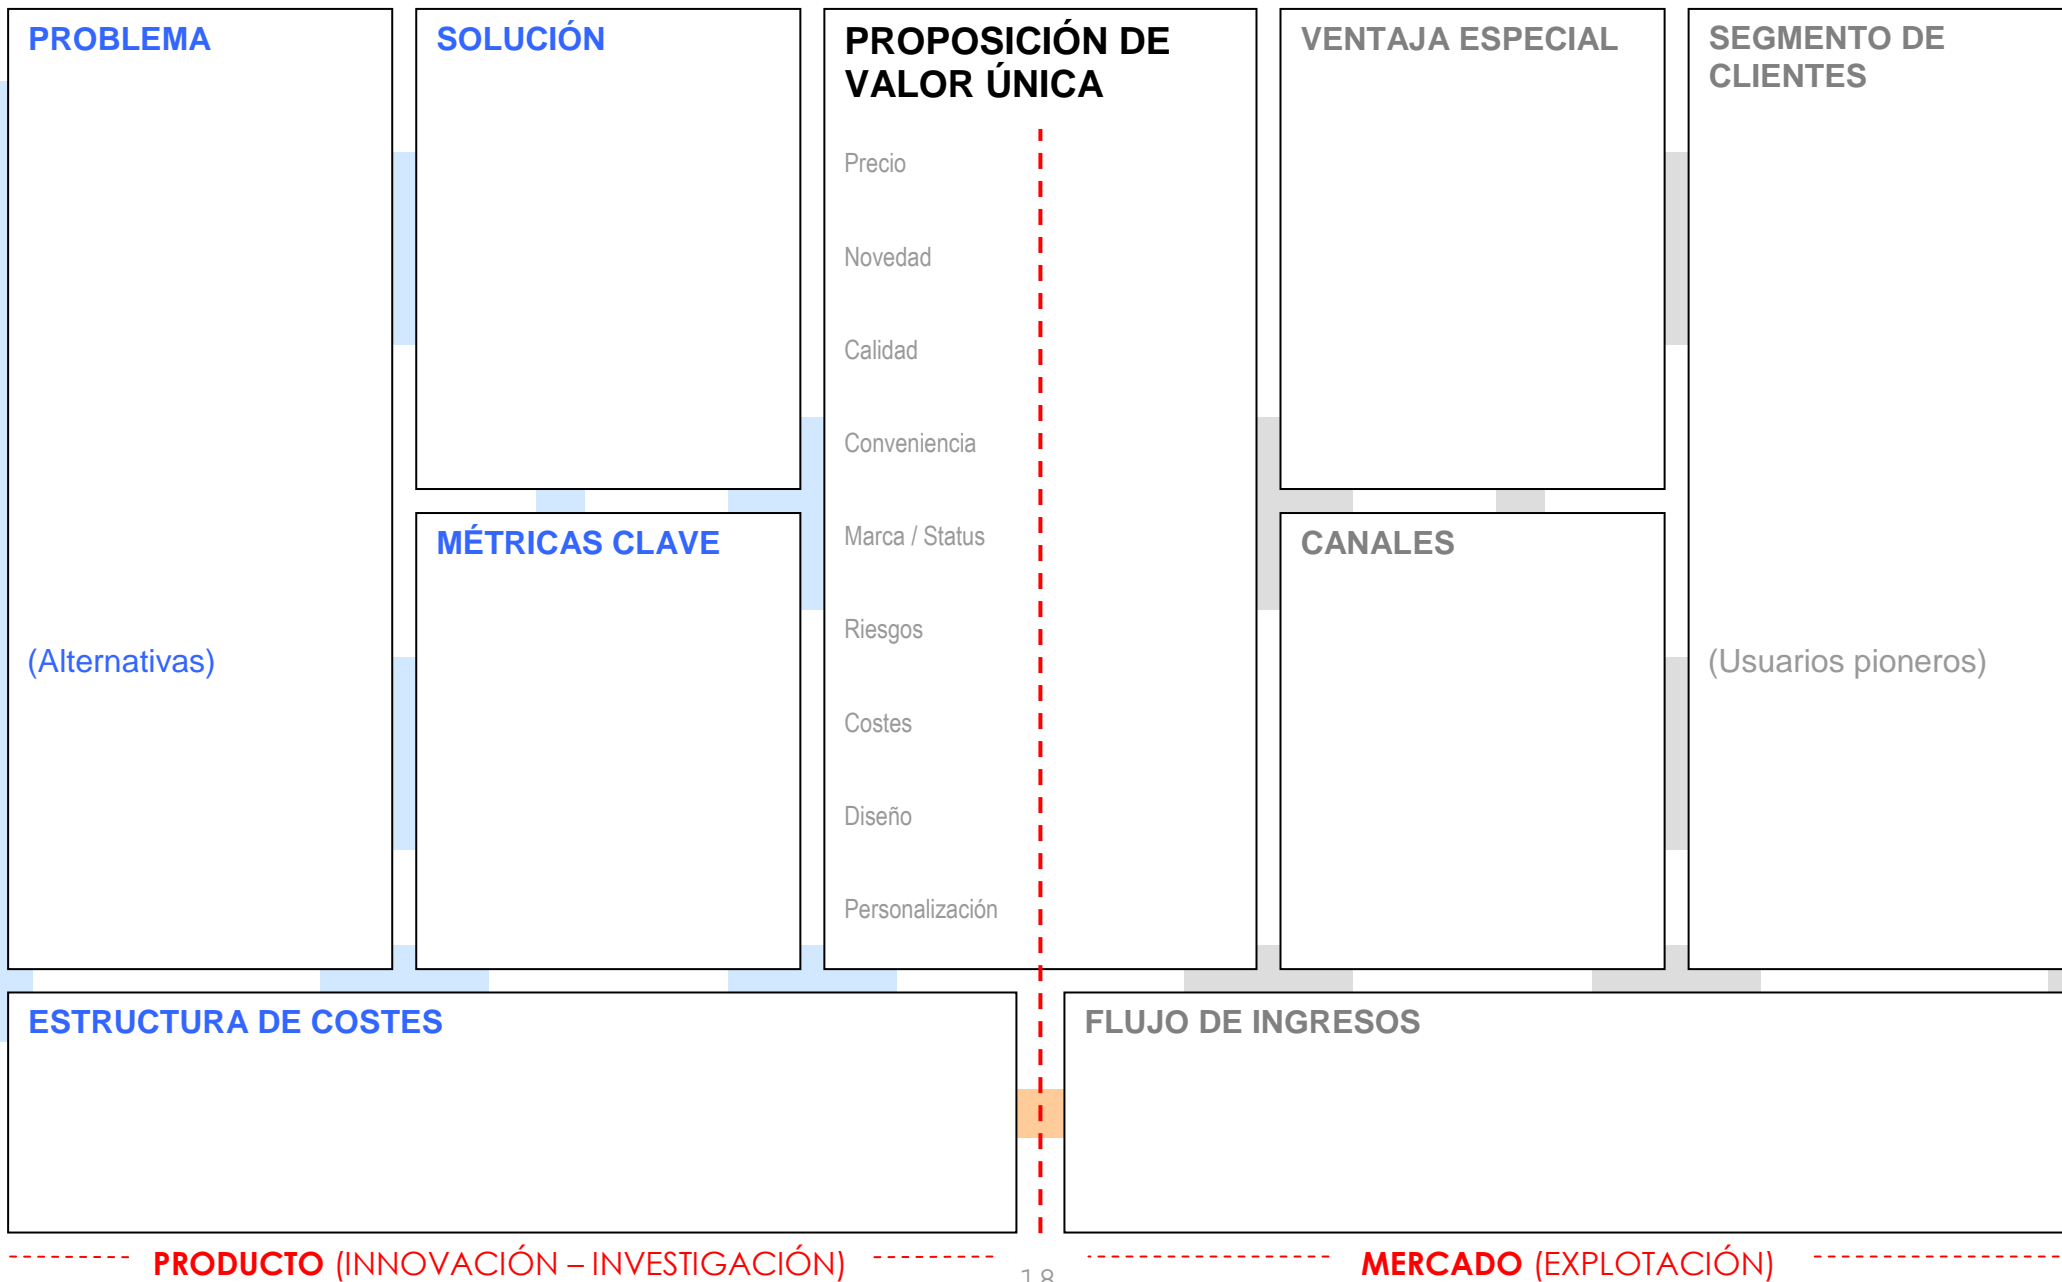 PROBLEMA
(Alternativas)
SOLUCIÓN
MÉTRICAS CLAVE
PROPOSICIÓN DE
VALOR ÚNICA
Precio
Novedad
Calidad
Conveniencia
Marca / Status
Riesgos
Costes
Diseño
Personalización
VENTAJA ESPECIAL
CANALES
SEGMENTO DE
CLIENTES
(Usuarios pioneros)
ESTRUCTURA DE COSTES
FLUJO DE INGRESOS
PRODUCTO (INNOVACIÓN – INVESTIGACIÓN)
18
MERCADO (EXPLOTACIÓN)